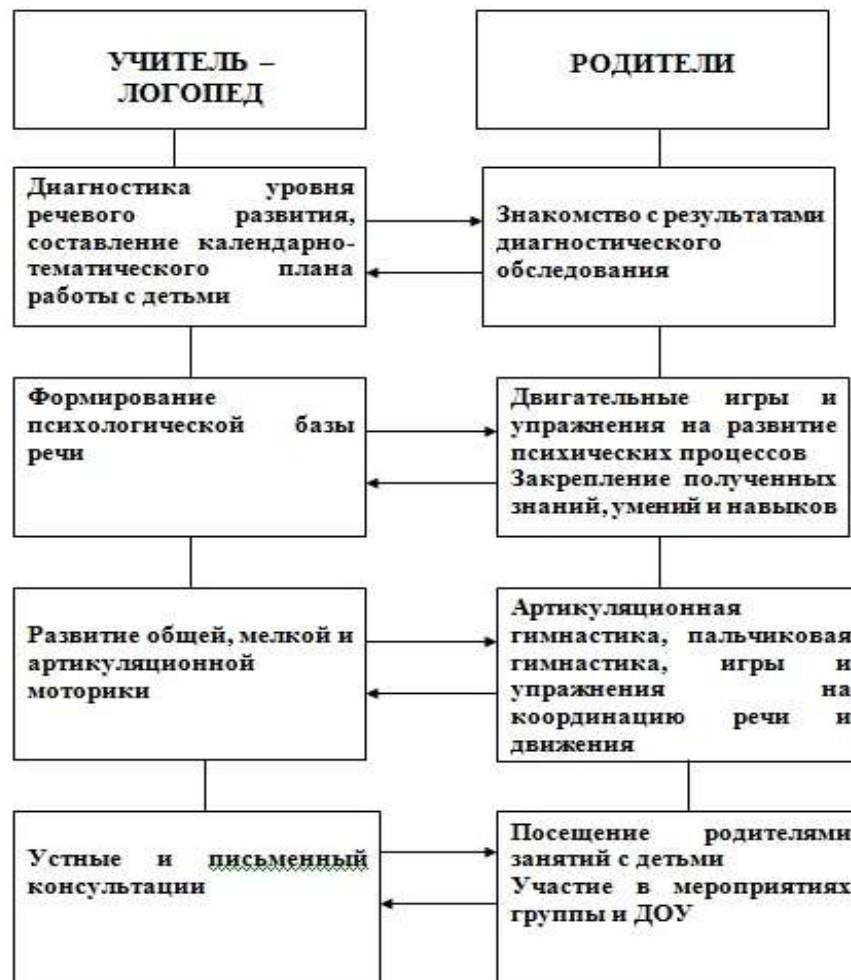 УЧИТЕЛЬ –
ЛОГОПЕД
РОДИТЕЛИ
Диагностика уровня
речевого развития,
составление календарно-
тематического плана
работы с детьми
Знакомство с результатами
диагностического
обследования
Формирование
психологической базы
речи
Двигательные игры и
упражнения на развитие
психических процессов
Закрепление полученных
знаний, умений и навыков
Развитие общей, мелкой и
артикуляционной
моторики
Артикуляционная
гимнастика, пальчиковая
гимнастика, игры и
упражнения на
координацию речи и
движения
Устные и письменный
консультации
Посещение родителями
занятий с детьми
Участие в мероприятиях
группы и ДОУ